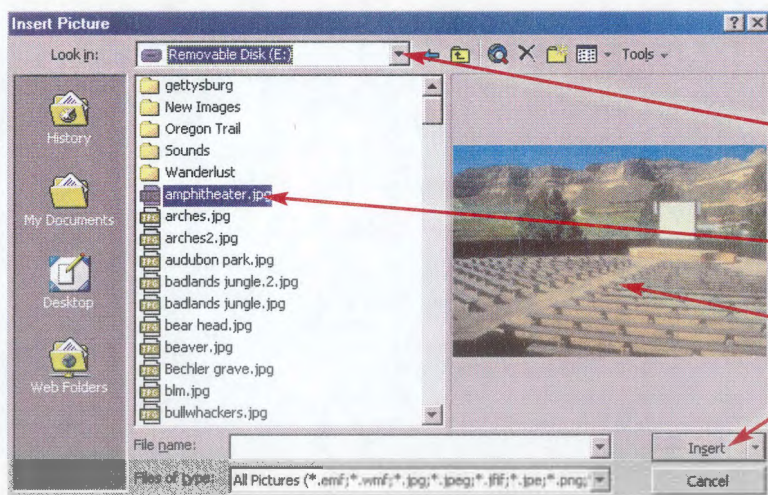 Insert Picture
Look in: Removable Disk (E:) Tools
gettysburg
New Images
Oregon Trail
Sounds
Wanderlust
amphitheater.jpg
arches.jpg
arches2.jpg
audubon park.jpg
badlands jungle.2.jpg
badlands jungle.jpg
bear head.jpg
beaver.jpg
Bechler grave.jpg
blm.jpg
bullwhackers.jpg
History
My Documents
Desktop
Web Folders
File name: Insert
Files of type: All Pictures (*.emf;*.wmf;*.jpg;*.jpeg;*.jfif;*.jpe;*.png; Cancel